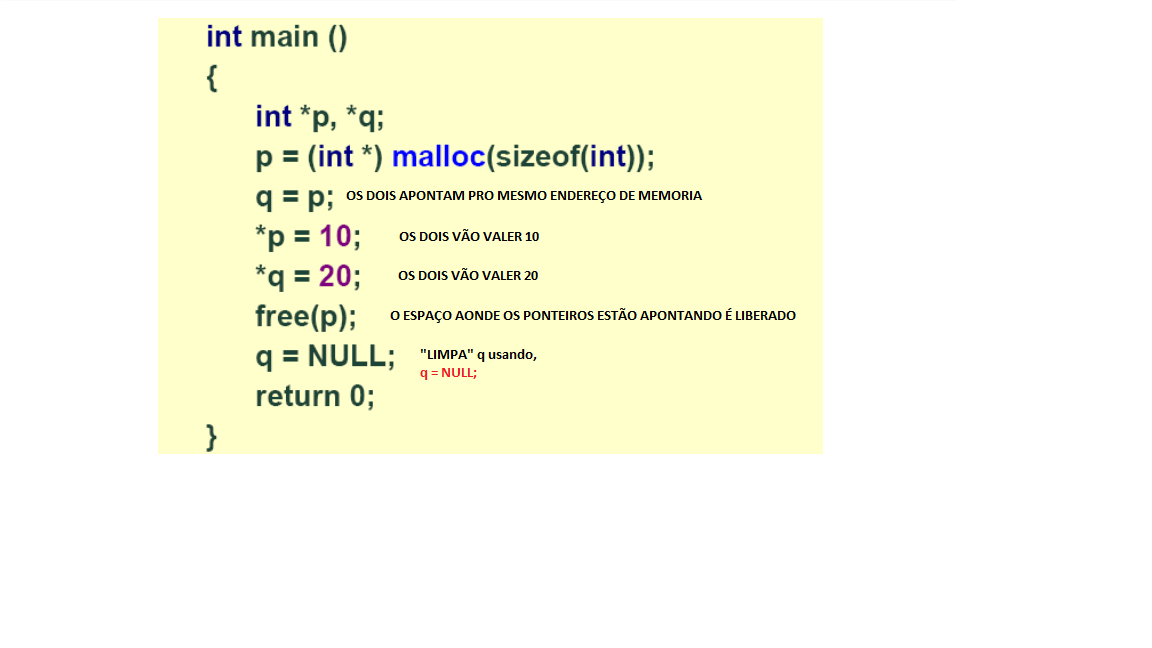 int main ()
{
int *p, *q;
p = (int *) malloc(sizeof(int));
q = p; OS DOIS APONTAM PRO MESMO ENDEREÇO DE MEMORIA
*p = 10; OS DOIS VÃO VALER 10
*q = 20; OS DOIS VÃO VALER 20
free(p); O ESPAÇO AONDE OS PONTEIROS ESTÃO APONTANDO É LIBERADO
q = NULL; "LIMPA" q usando,
q = NULL;
return 0;
}